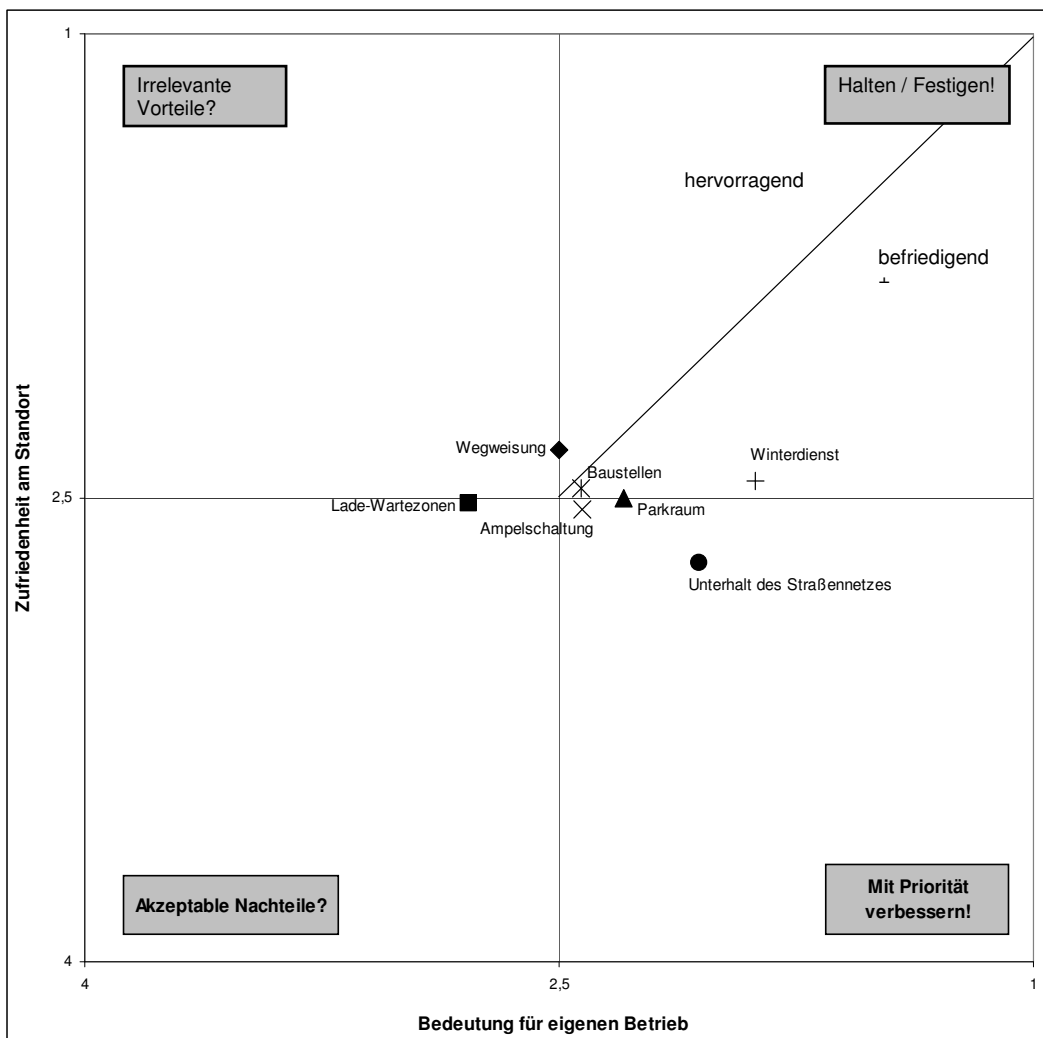 1
Irrelevante
Vorteile?
Halten / Festigen!
hervorragend
befriedigend
Zufriedenheit am Standort
Wegweisung
Baustellen
Winterdienst
2,5
Lade-Wartezonen
Ampelschaltung
Parkraum
Unterhalt des Straßennetzes
Akzeptable Nachteile?
Mit Priorität
verbessern!
4
4
2,5
1
Bedeutung für eigenen Betrieb